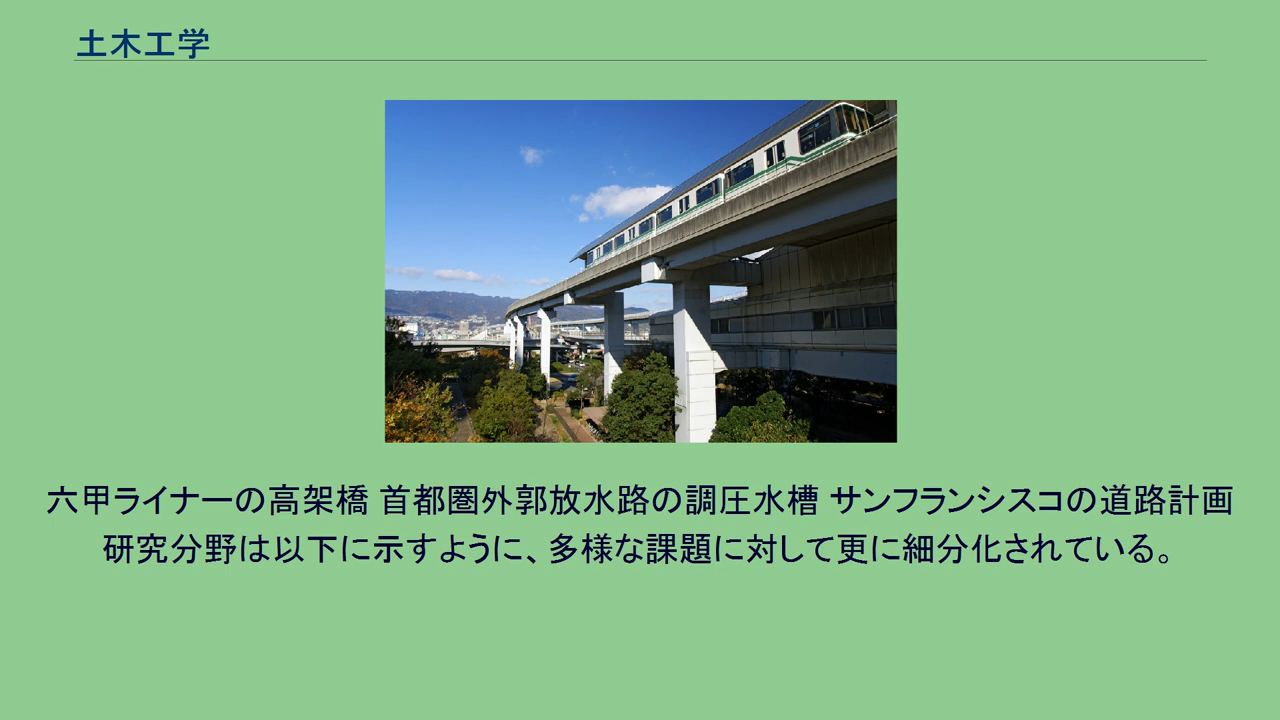 土木工学
六甲ライナーの高架橋 首都圏外郭放水路の調圧水槽 サンフランシスコの道路計画
研究分野は以下に示すように、多様な課題に対して更に細分化されている。